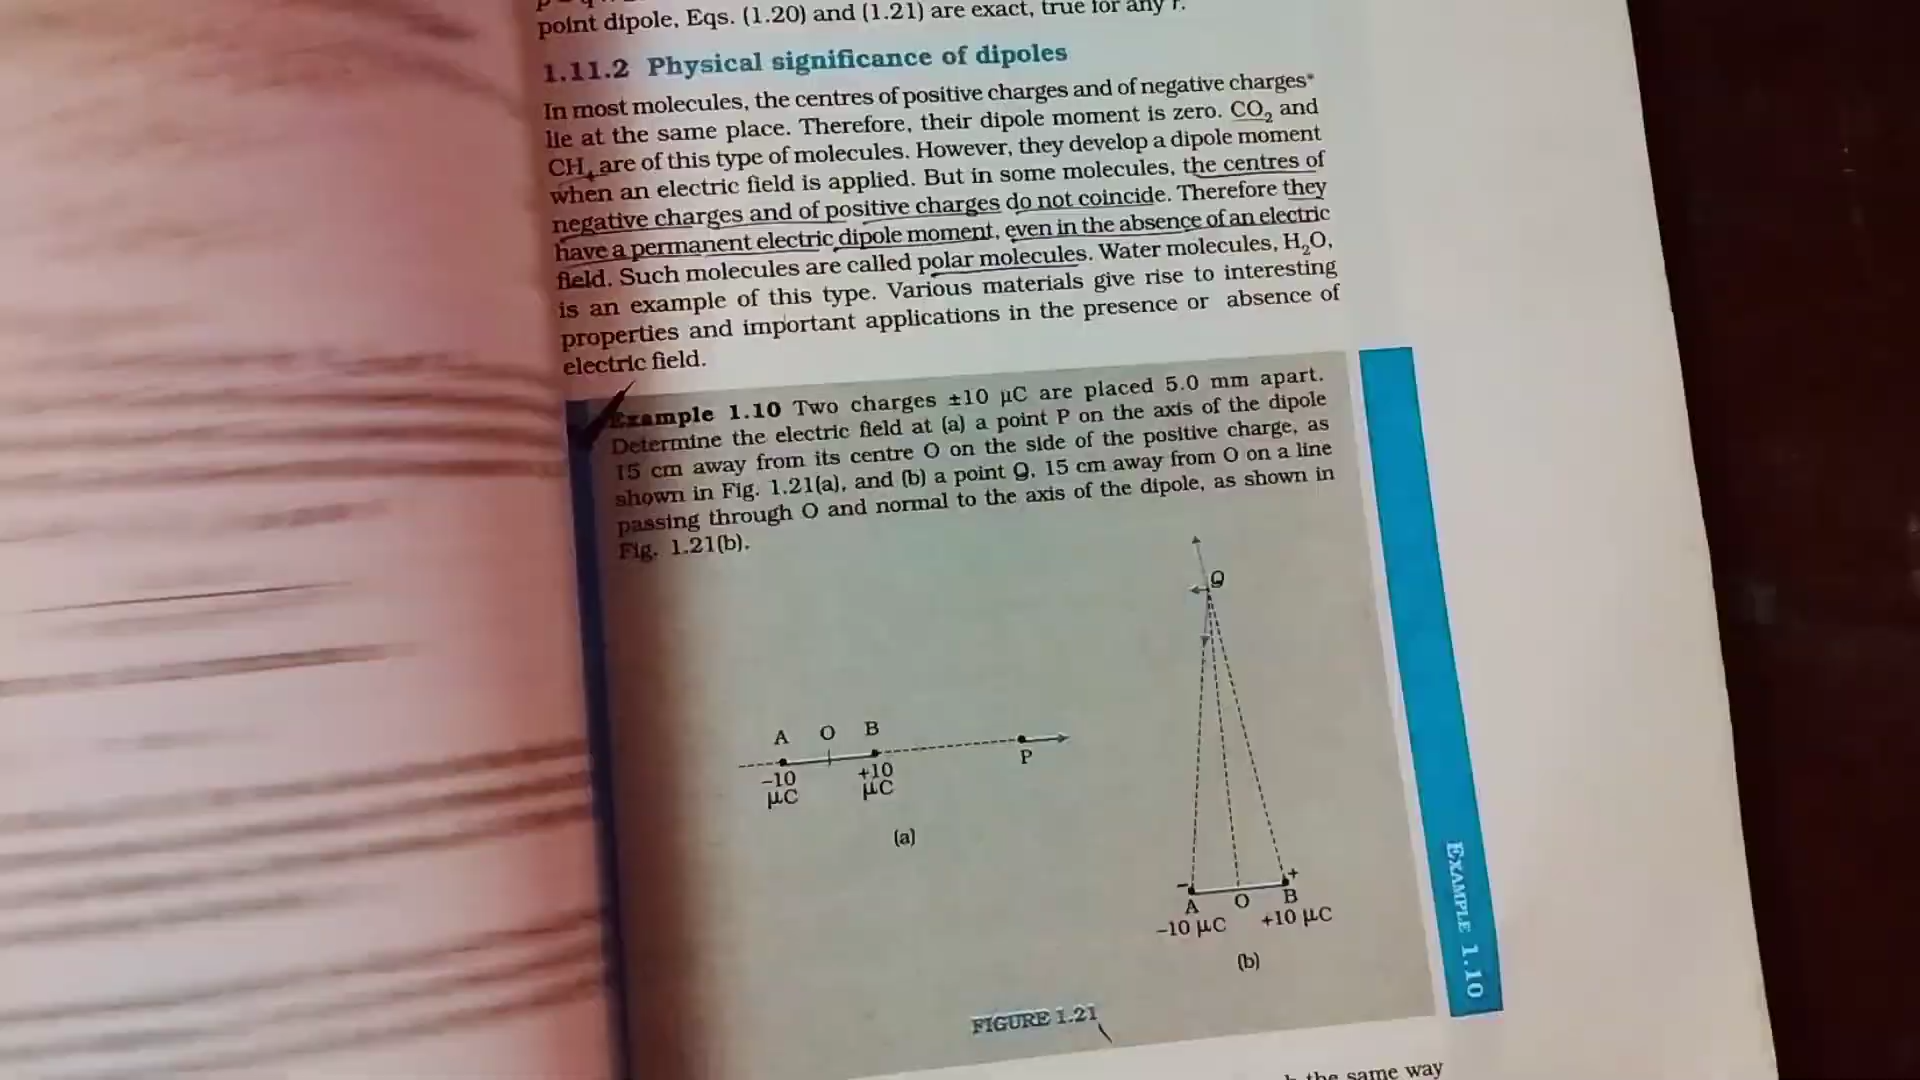 point dipole, Eqs. (1.20) and (1.21) are exact, true for any r.
1.11.2 Physical significance of dipoles
In most molecules, the centres of positive charges and of negative charges*
lie at the same place. Therefore, their dipole moment is zero. CO₂ and
CH₄ are of this type of molecules. However, they develop a dipole moment
when an electric field is applied. But in some molecules, the centres of
negative charges and of positive charges do not coincide. Therefore they
have a permanent electric dipole moment, even in the absence of an electric
field. Such molecules are called polar molecules. Water molecules, H₂O,
is an example of this type. Various materials give rise to interesting
properties and important applications in the presence or absence of
electric field.
Example 1.10 Two charges ±10 μC are placed 5.0 mm apart.
Determine the electric field at (a) a point P on the axis of the dipole
15 cm away from its centre O on the side of the positive charge, as
shown in Fig. 1.21(a), and (b) a point Q, 15 cm away from O on a line
passing through O and normal to the axis of the dipole, as shown in
Fig. 1.21(b).
Q
A O B
P
–10 μC
+10 μC
(a)
– +
A O B
–10 μC +10 μC
(b)
FIGURE 1.21
EXAMPLE 1.10
the same way